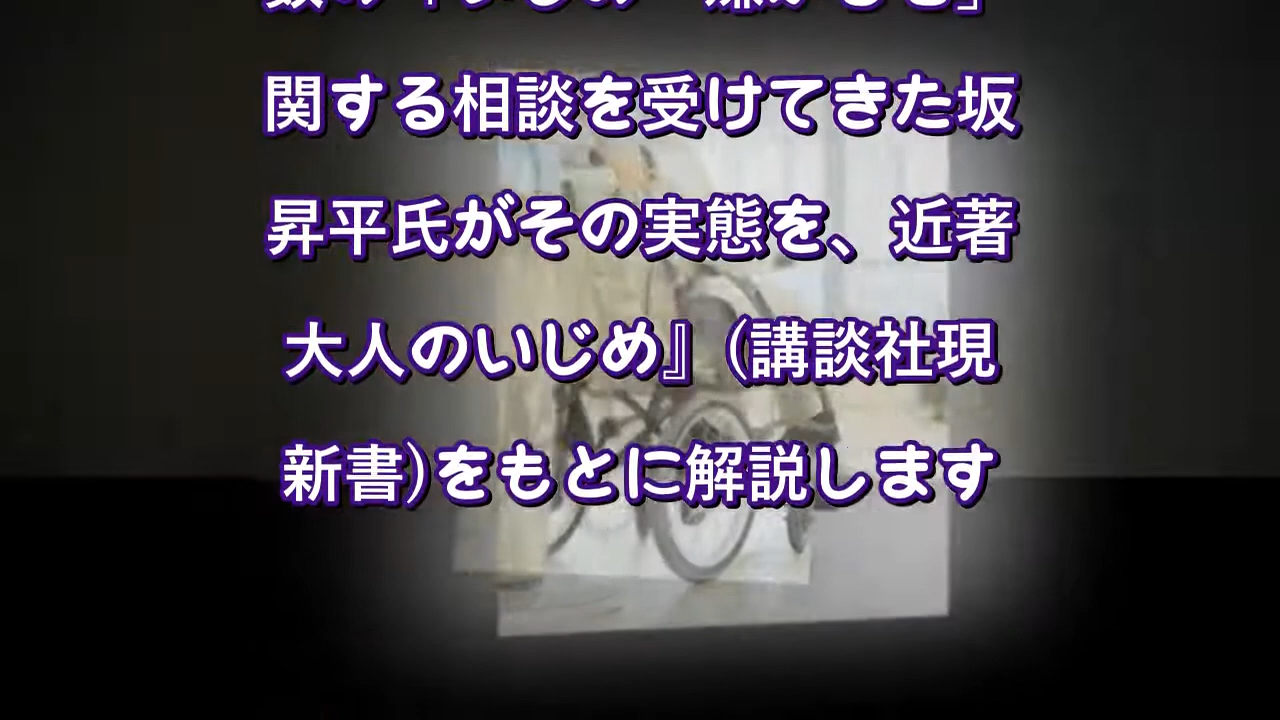 関する相談を受けてきた坂
昇平氏がその実態を、近著
大人のいじめ』(講談社現
新書)をもとに解説します